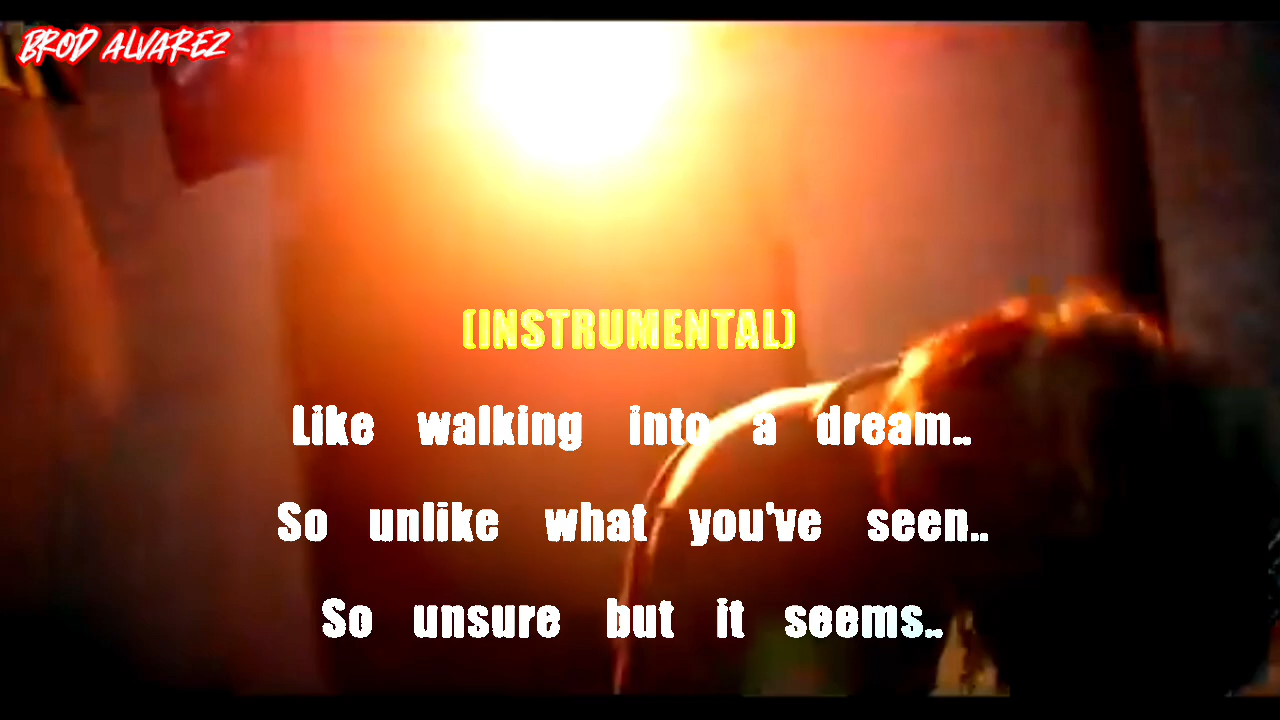 BROD ALVAREZ
(INSTRUMENTAL)
Like walking into a dream..
So unlike what you've seen..
So unsure but it seems..